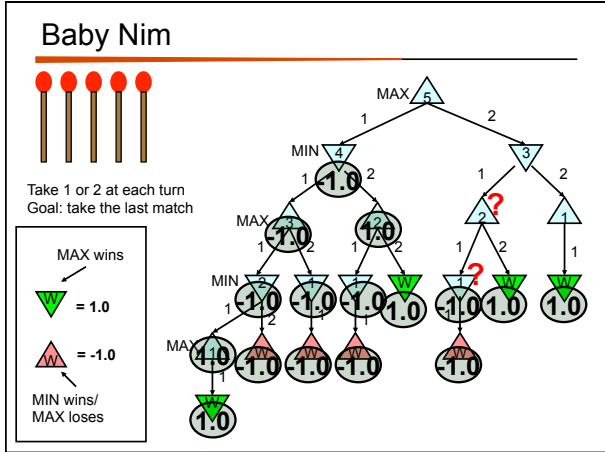 Baby Nim
Take 1 or 2 at each turn
Goal: take the last match
MAX wins
W = 1.0
W = -1.0
MIN wins/
MAX loses
MAX 5
1 2
MIN 4 3
-1.0
1 2 1 2
MAX 3 2 2 ? 1
-1.0 1.0
1 2 1 2 1 2 1
MIN 2 1 1 W 1 ? W W
-1.0 -1.0 -1.0 1.0 -1.0 1.0 1.0
1 2 1 1 1
MAX 1 W W W W
1.0 -1.0 -1.0 -1.0 -1.0
1
W
1.0